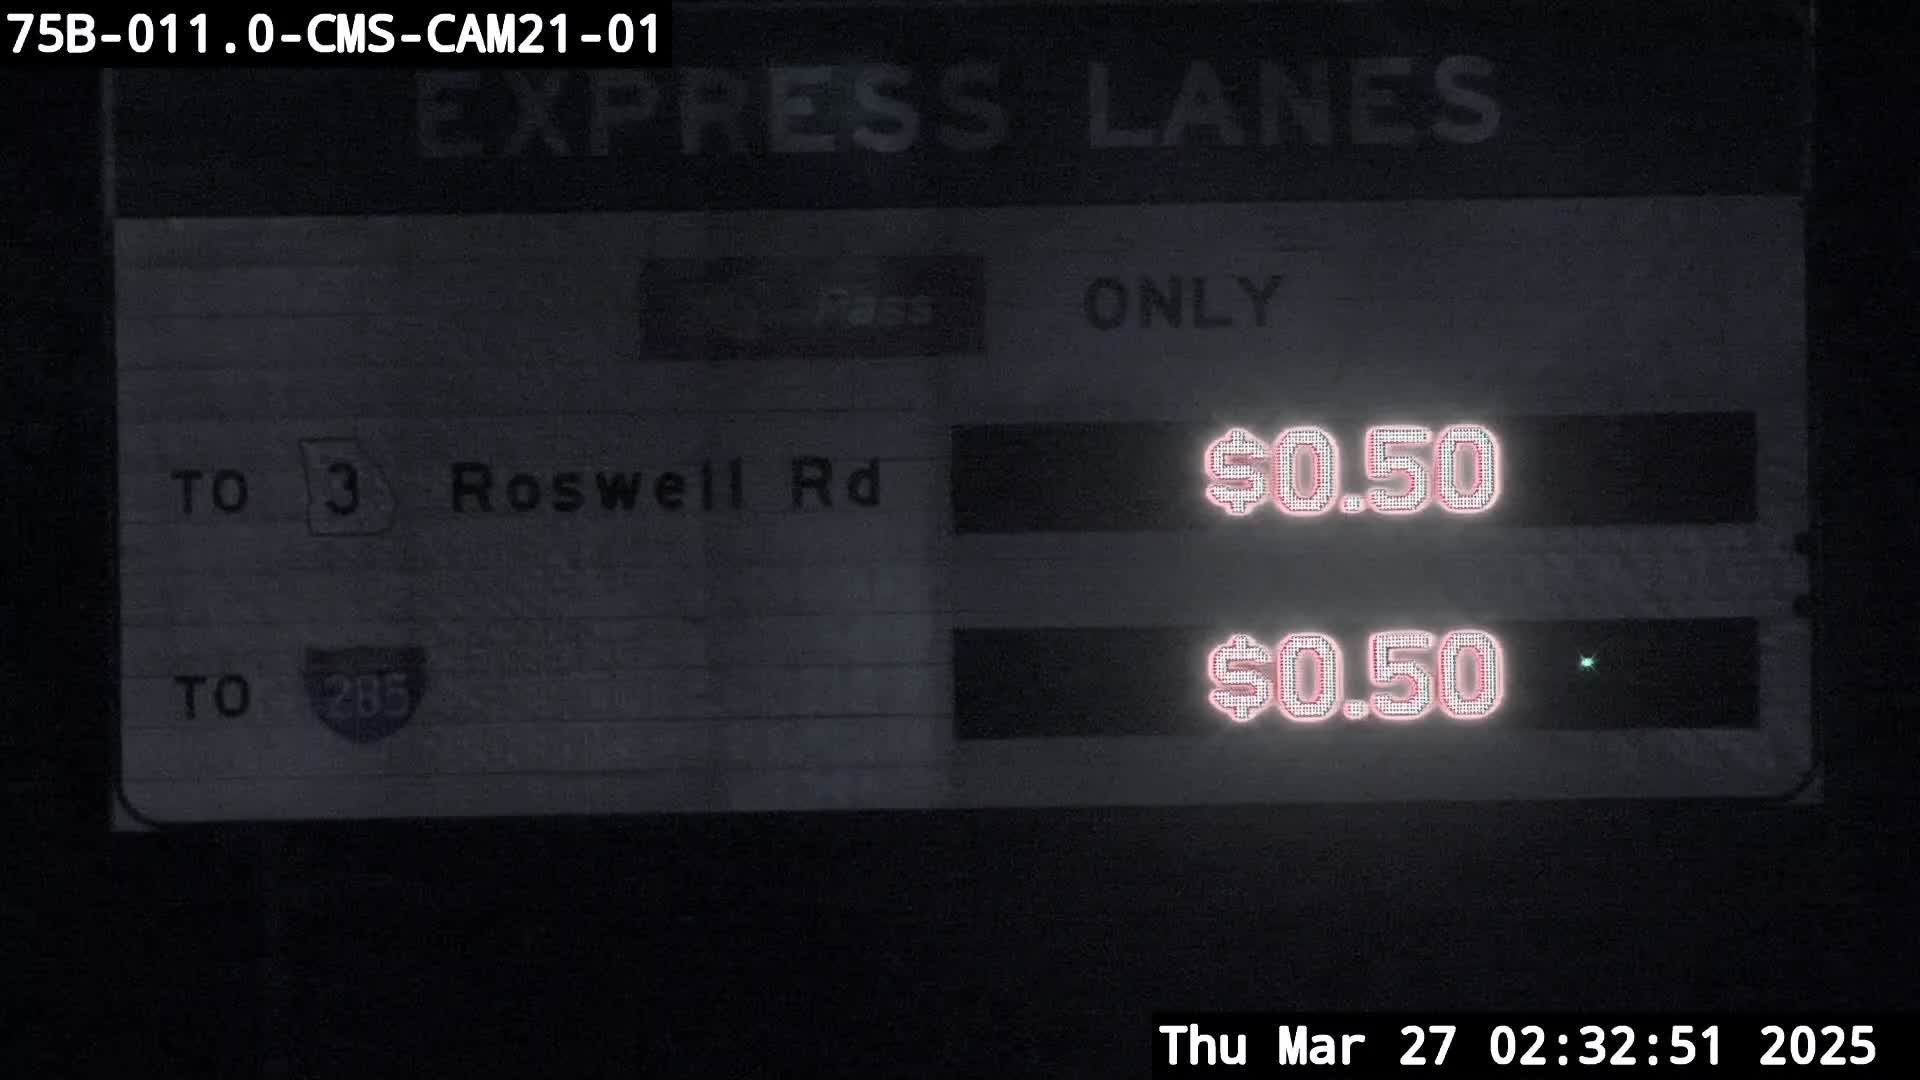 75B-011.0-CMS-CAM21-01
EXPRESS LANES
Pass ONLY
TO 3 Roswell Rd $0.50
TO 285 $0.50
Thu Mar 27 02:32:51 2025